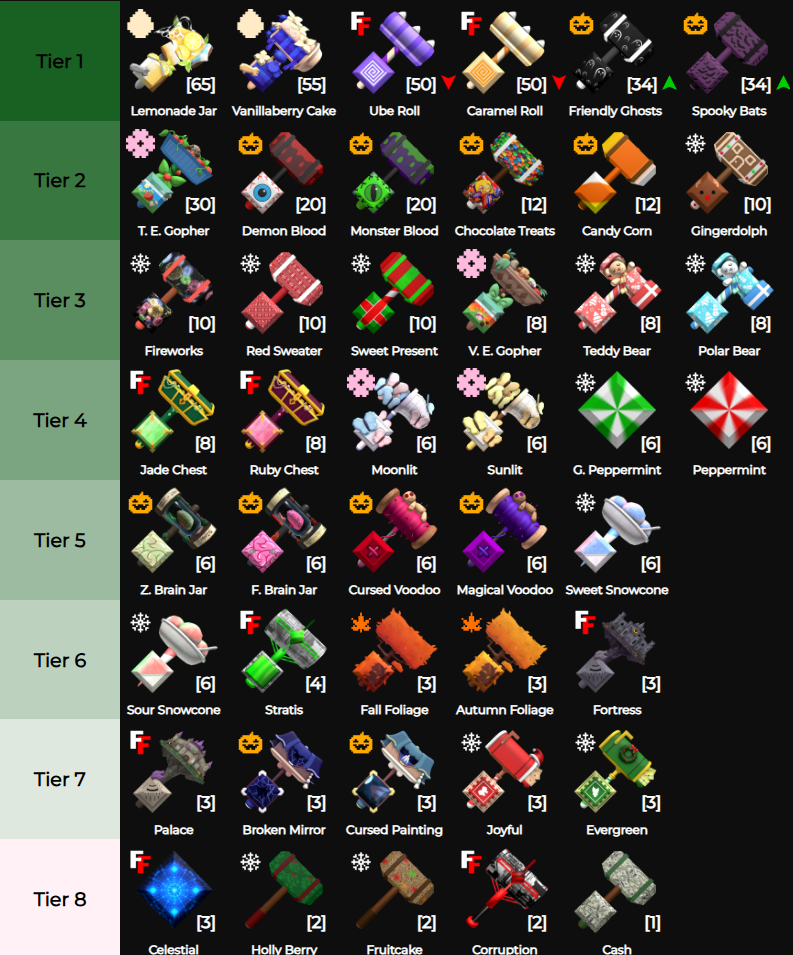 Tier 1
[65] [55] [50] [50] [34] [34]
Lemonade Jar Vanillaberry Cake Ube Roll Caramel Roll Friendly Ghosts Spooky Bats
Tier 2
[30] [20] [20] [12] [12] [10]
T. E. Gopher Demon Blood Monster Blood Chocolate Treats Candy Corn Gingerdolph
Tier 3
[10] [10] [10] [8] [8] [8]
Fireworks Red Sweater Sweet Present V. E. Gopher Teddy Bear Polar Bear
Tier 4
[8] [8] [6] [6] [6] [6]
Jade Chest Ruby Chest Moonlit Sunlit G. Peppermint Peppermint
Tier 5
[6] [6] [6] [6] [6]
Z. Brain Jar F. Brain Jar Cursed Voodoo Magical Voodoo Sweet Snowcone
Tier 6
[6] [4] [3] [3] [3]
Sour Snowcone Stratis Fall Foliage Autumn Foliage Fortress
Tier 7
[3] [3] [3] [3] [3]
Palace Broken Mirror Cursed Painting Joyful Evergreen
Tier 8
[3] [2] [2] [2] [1]
Celestial Holly Berry Fruitcake Corruption Cash